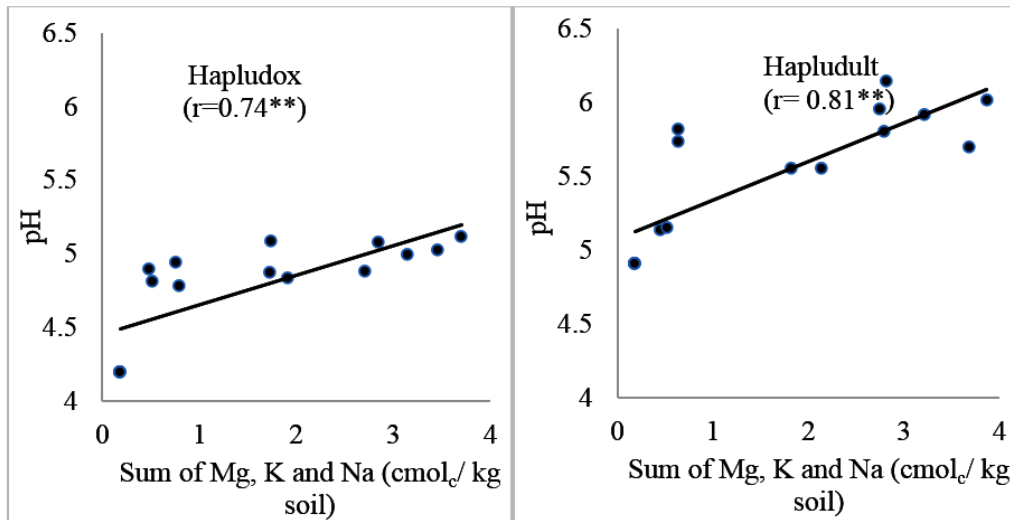 6.5
6
5.5
5
4.5
4
pH
Hapludox
(r=0.74**)
0 1 2 3 4
Sum of Mg, K and Na (cmolc/ kg
soil)
6.5
6
5.5
5
4.5
4
pH
Hapludult
(r= 0.81**)
0 1 2 3 4
Sum of Mg, K and Na (cmolc/ kg
soil)